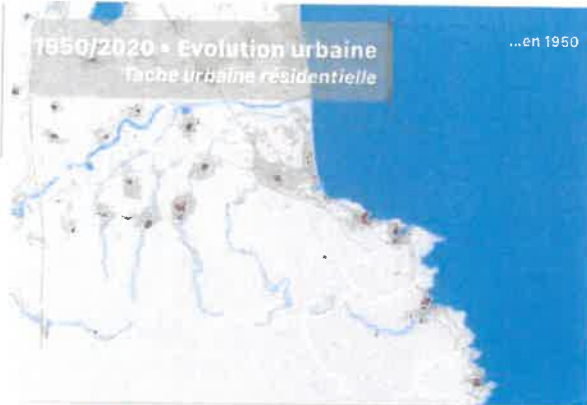 1950/2020 • Evolution urbaine
Tache urbaine résidentielle
...en 1950